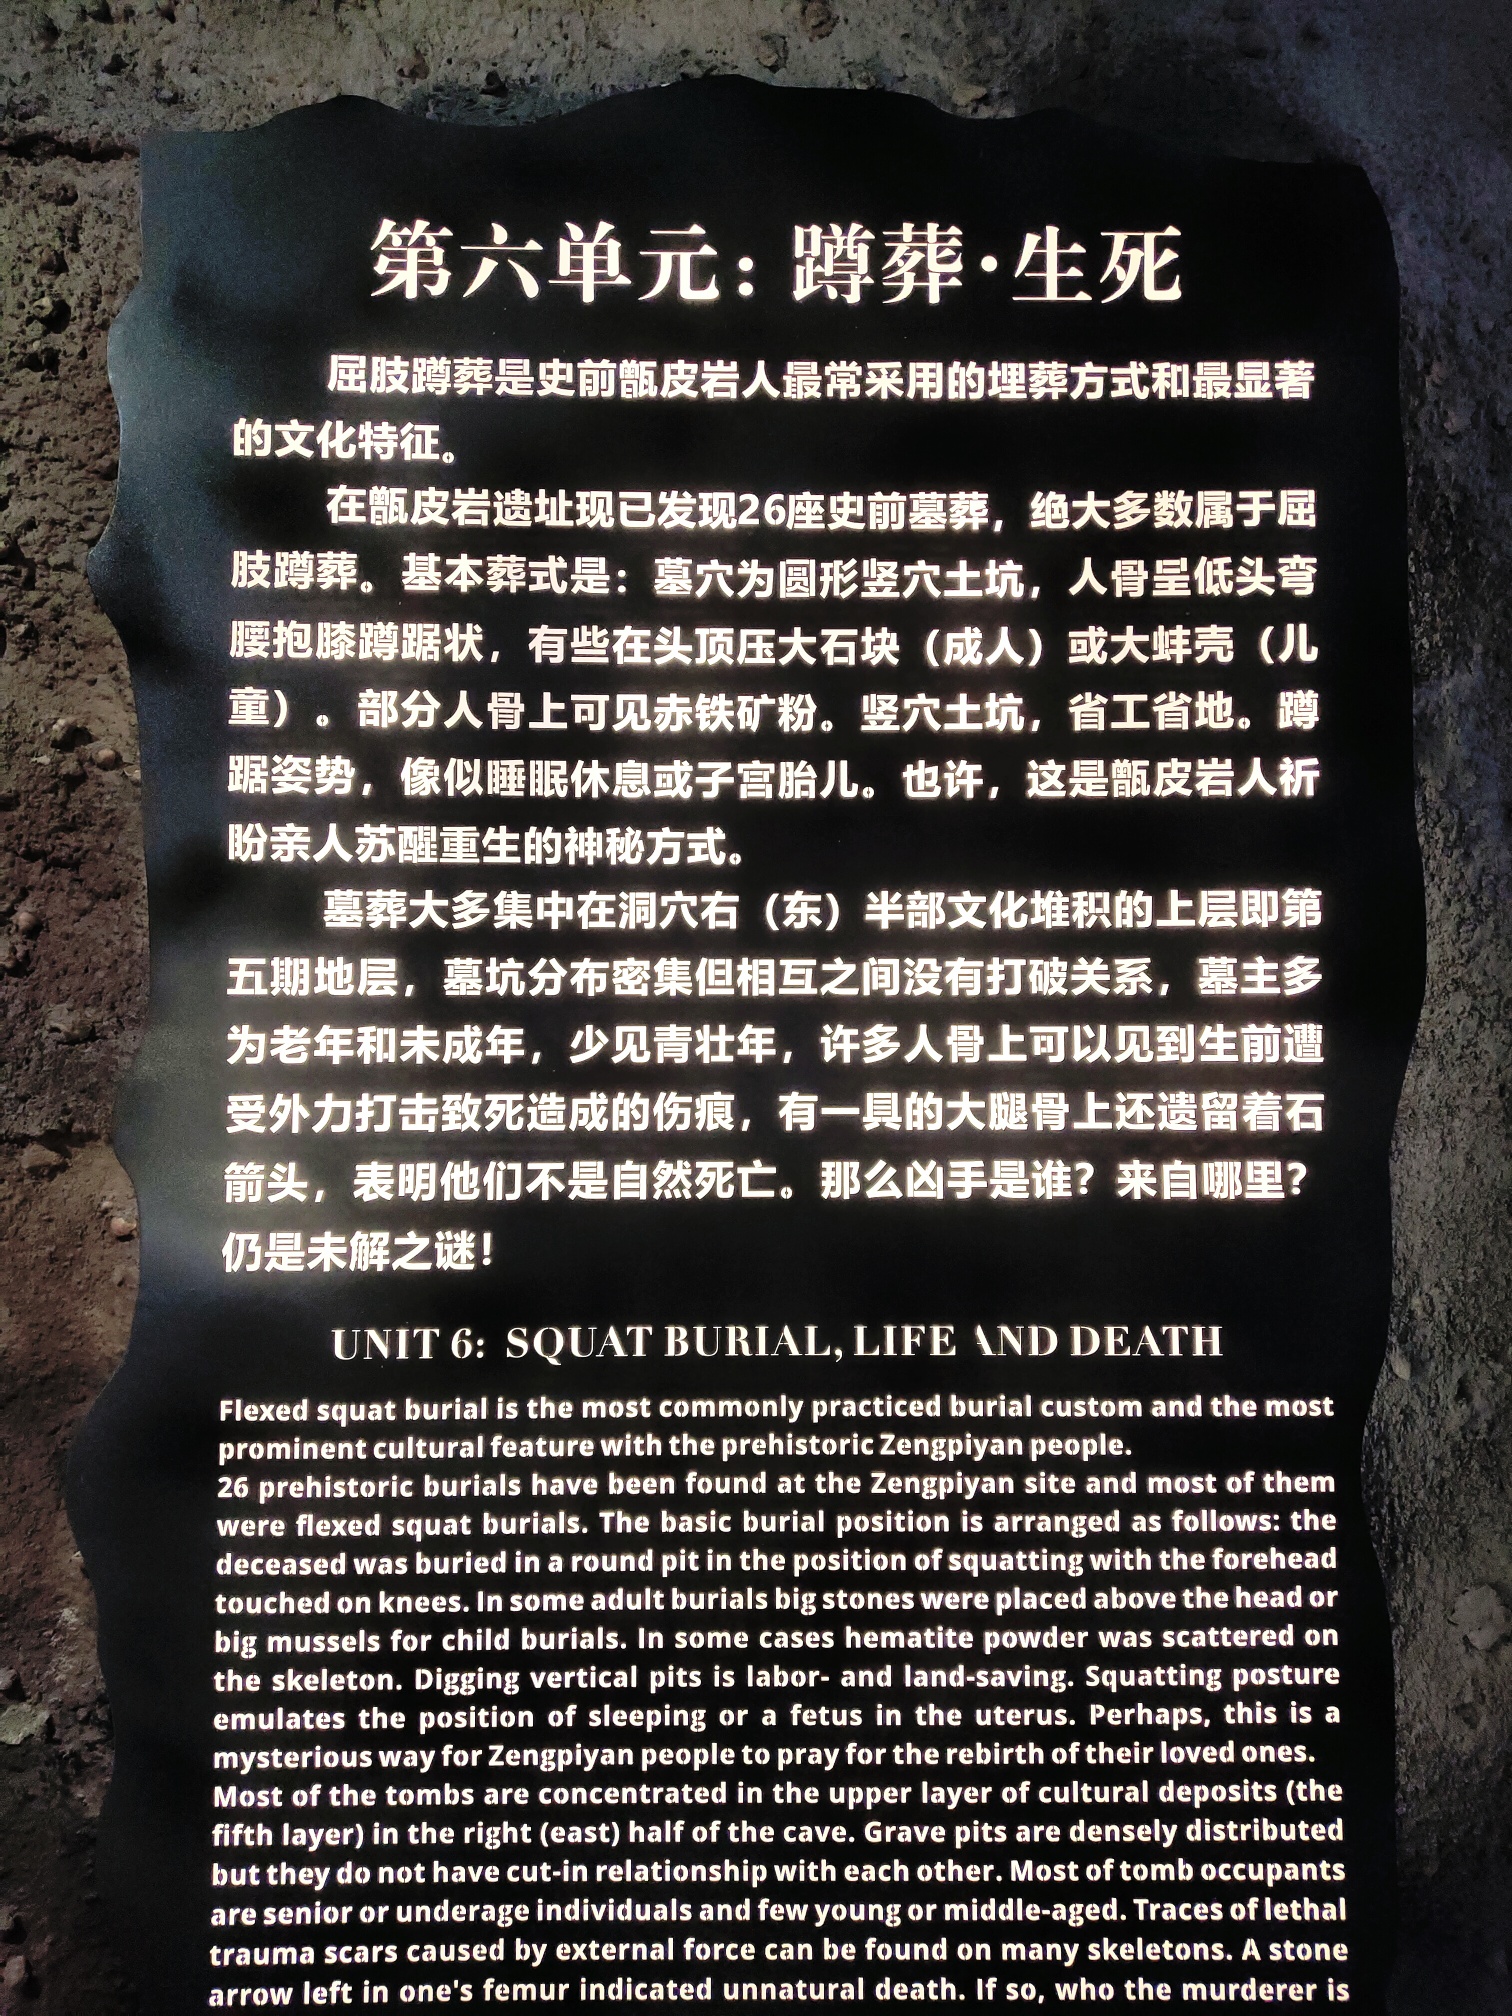 第六单元：蹲葬·生死
屈肢蹲葬是史前甑皮岩人最常采用的埋葬方式和最显著
的文化特征。
在甑皮岩遗址现已发现26座史前墓葬，绝大多数属于屈
肢蹲葬。基本葬式是：墓穴为圆形竖穴土坑，人骨呈低头弯
腰抱膝蹲踞状，有些在头顶压大石块（成人）或大蚌壳（儿
童）。部分人骨上可见赤铁矿粉。竖穴土坑，省工省地。蹲
踞姿势，像似睡眠休息或子宫胎儿。也许，这是甑皮岩人祈
盼亲人苏醒重生的神秘方式。
墓葬大多集中在洞穴右（东）半部文化堆积的上层即第
五期地层，墓坑分布密集但相互之间没有打破关系，墓主多
为老年和未成年，少见青壮年，许多人骨上可以见到生前遭
受外力打击致死造成的伤痕，有一具的大腿骨上还遗留着石
箭头，表明他们不是自然死亡。那么凶手是谁？来自哪里？
仍是未解之谜！
UNIT 6: SQUAT BURIAL, LIFE AND DEATH
Flexed squat burial is the most commonly practiced burial custom and the most
prominent cultural feature with the prehistoric Zengpiyan people.
26 prehistoric burials have been found at the Zengpiyan site and most of them
were flexed squat burials. The basic burial position is arranged as follows: the
deceased was buried in a round pit in the position of squatting with the forehead
touched on knees. In some adult burials big stones were placed above the head or
big mussels for child burials. In some cases hematite powder was scattered on
the skeleton. Digging vertical pits is labor- and land-saving. Squatting posture
emulates the position of sleeping or a fetus in the uterus. Perhaps, this is a
mysterious way for Zengpiyan people to pray for the rebirth of their loved ones.
Most of the tombs are concentrated in the upper layer of cultural deposits (the
fifth layer) in the right (east) half of the cave. Grave pits are densely distributed
but they do not have cut-in relationship with each other. Most of tomb occupants
are senior or underage individuals and few young or middle-aged. Traces of lethal
trauma scars caused by external force can be found on many skeletons. A stone
arrow left in one's femur indicated unnatural death. If so, who the murderer is